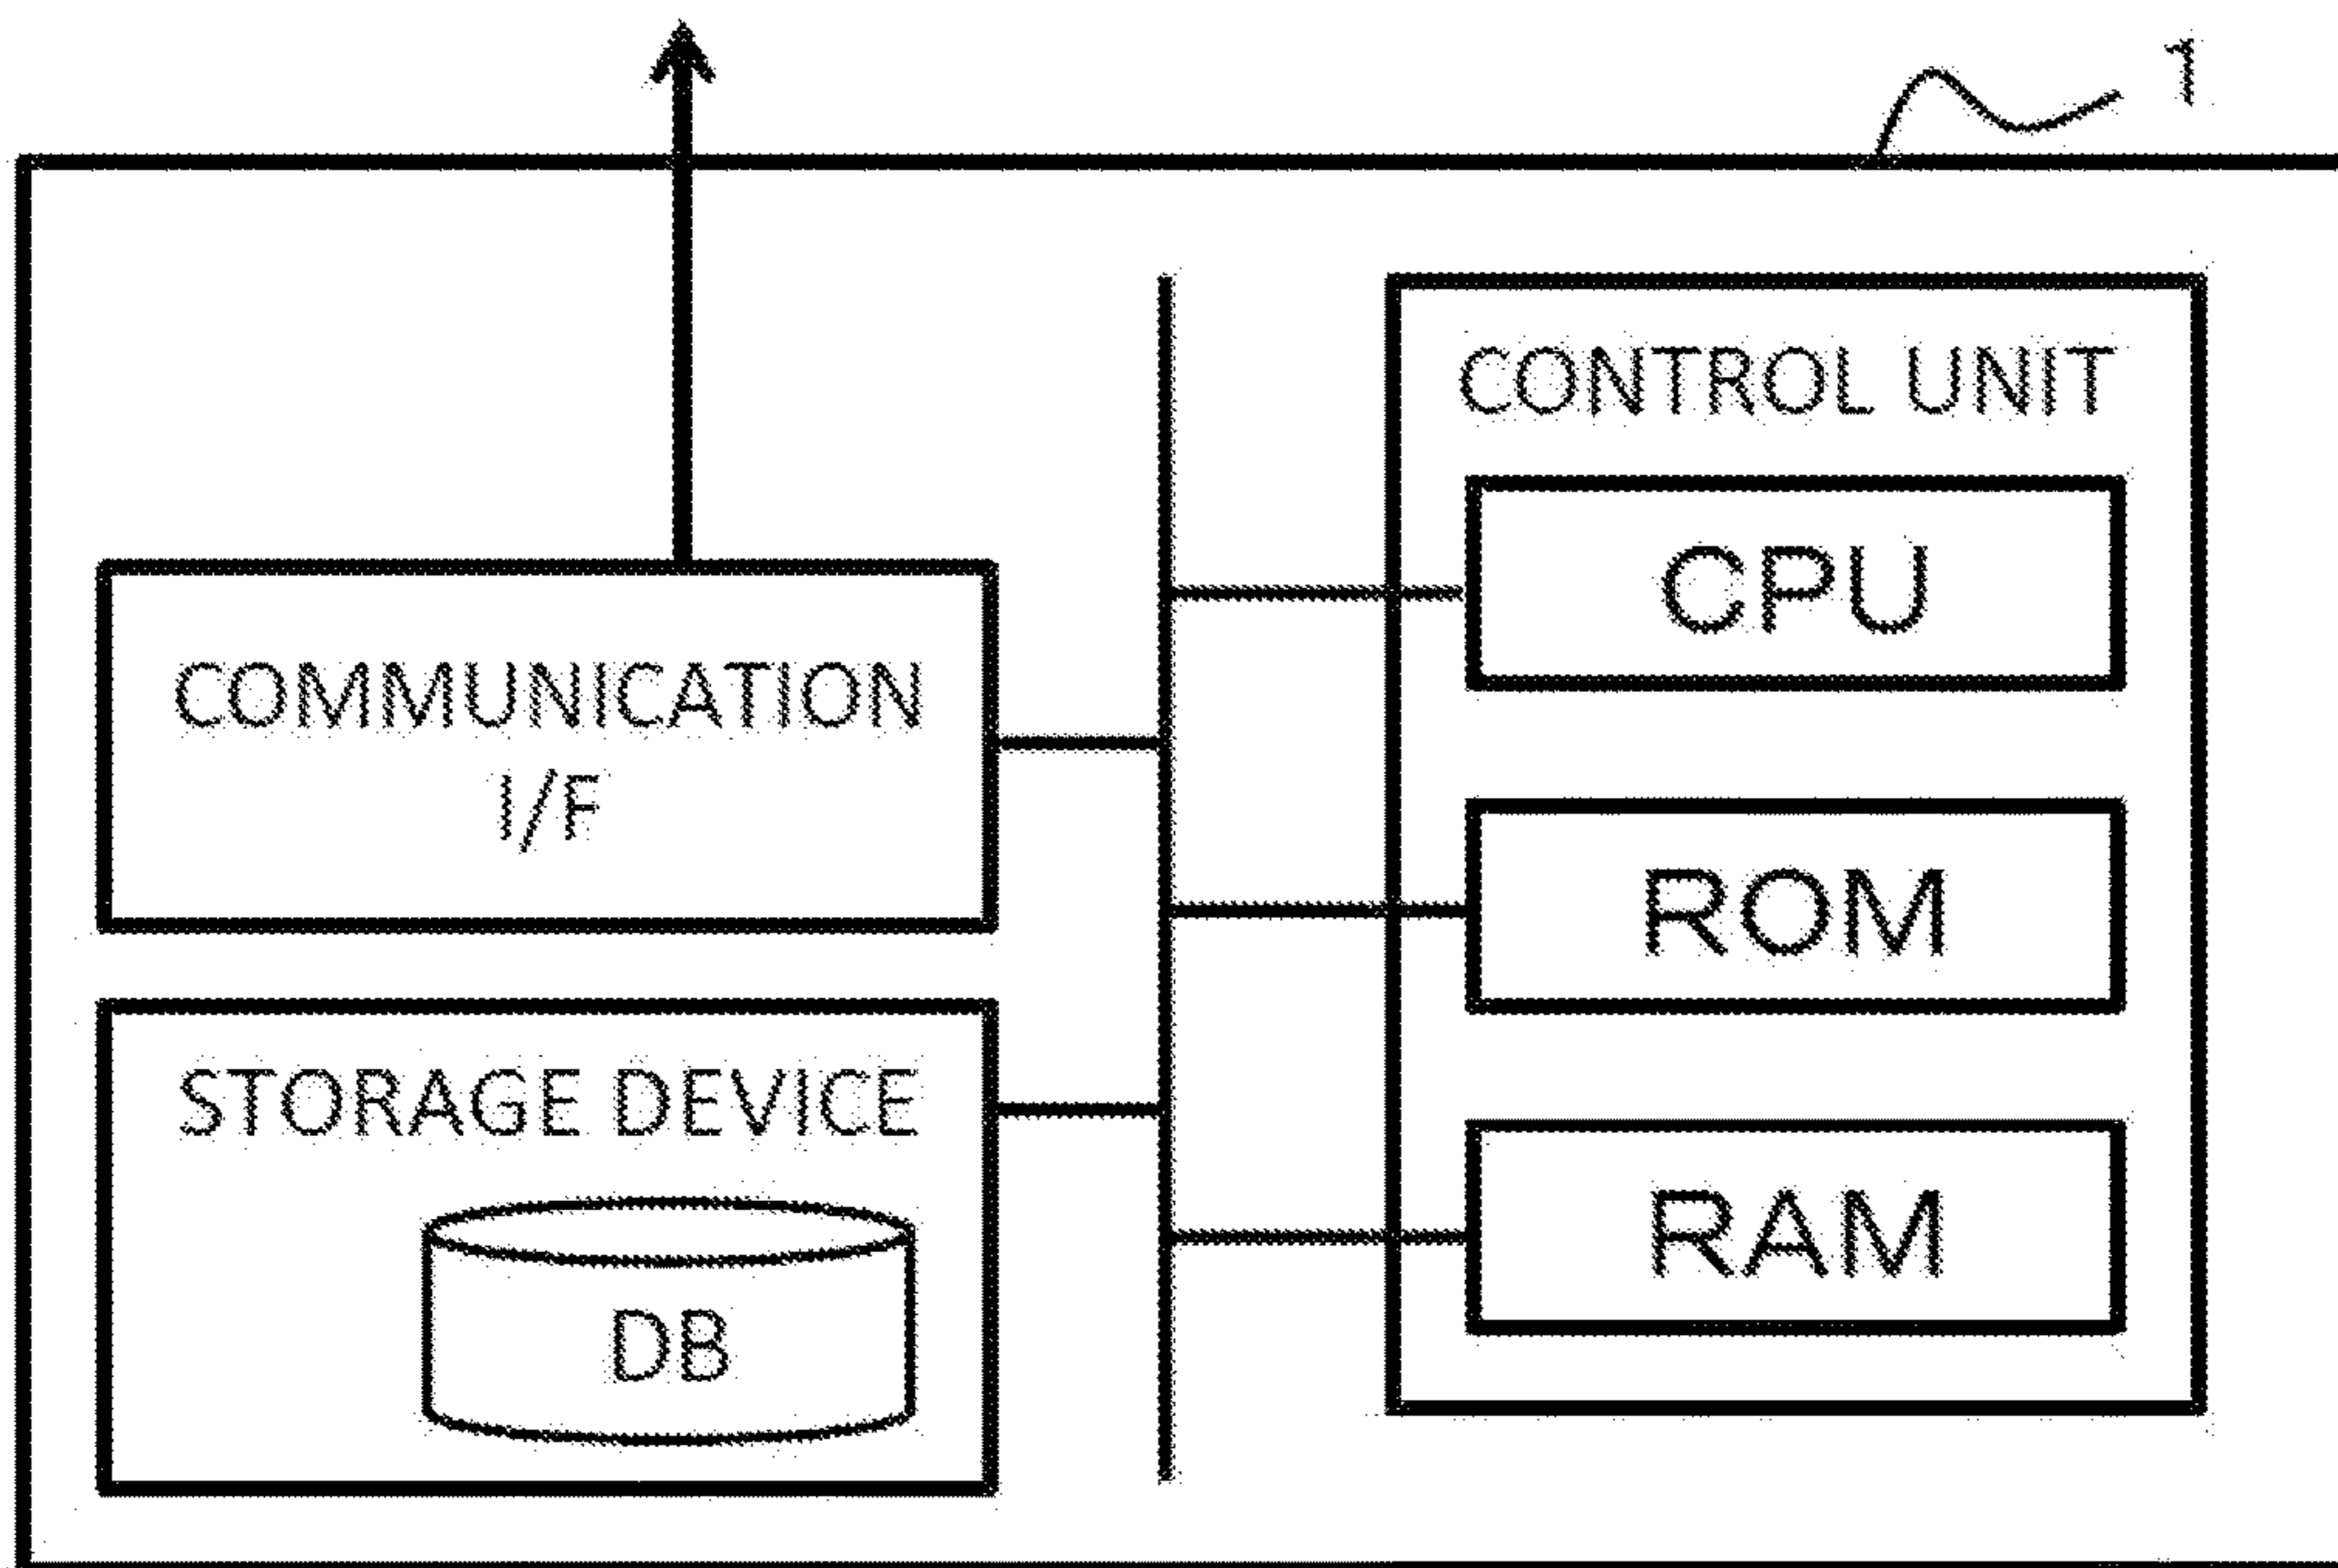 1
CONTROL UNIT
CPU
COMMUNICATION
I/F
ROM
STORAGE DEVICE
RAM
DB